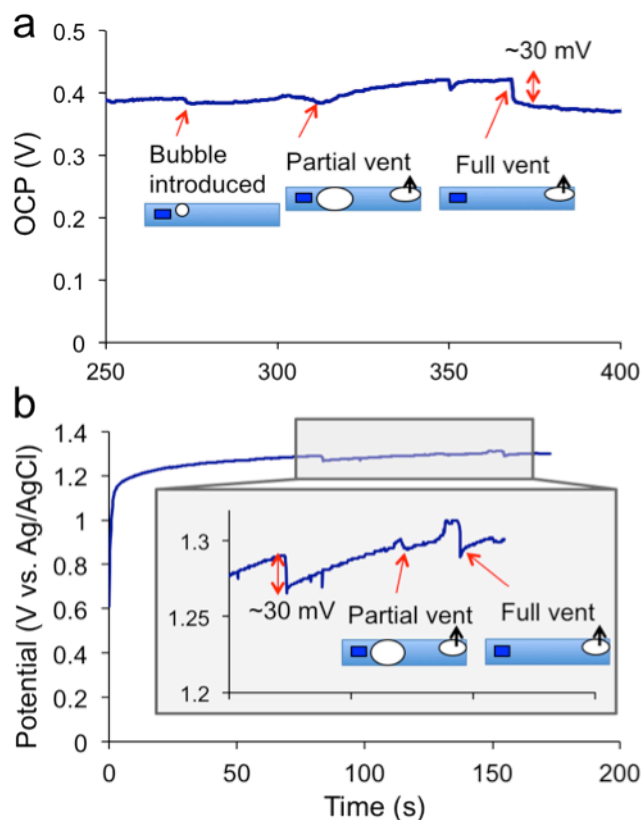 a
0.5
0.4
0.3
0.2
0.1
0
OCP (V)
~30 mV
Bubble
introduced
Partial vent
Full vent
250
300
350
400
b
1.4
1.2
1
0.8
0.6
0.4
0.2
0
Potential (V vs. Ag/AgCl)
1.3
1.25
1.2
~30 mV
Partial vent
Full vent
0
50
100
150
200
Time (s)